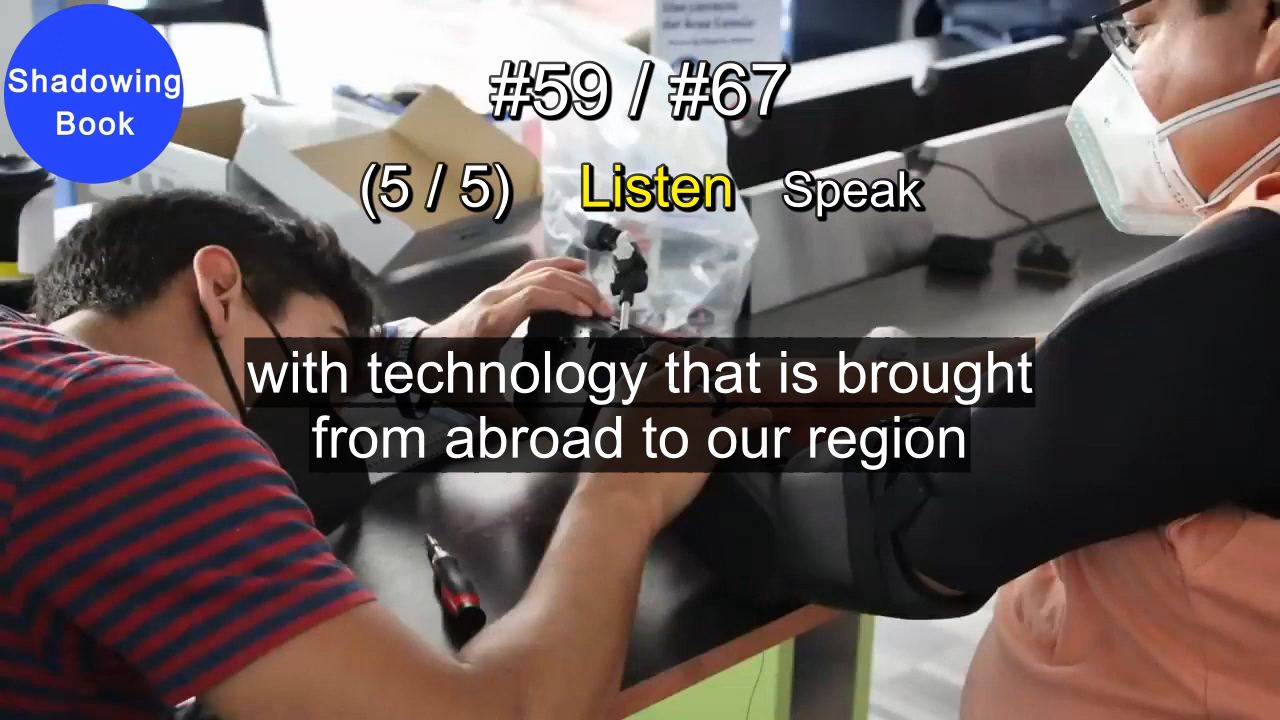 Shadowing
Book
#59 / #67
(5 / 5) Listen Speak
with technology that is brought
from abroad to our region